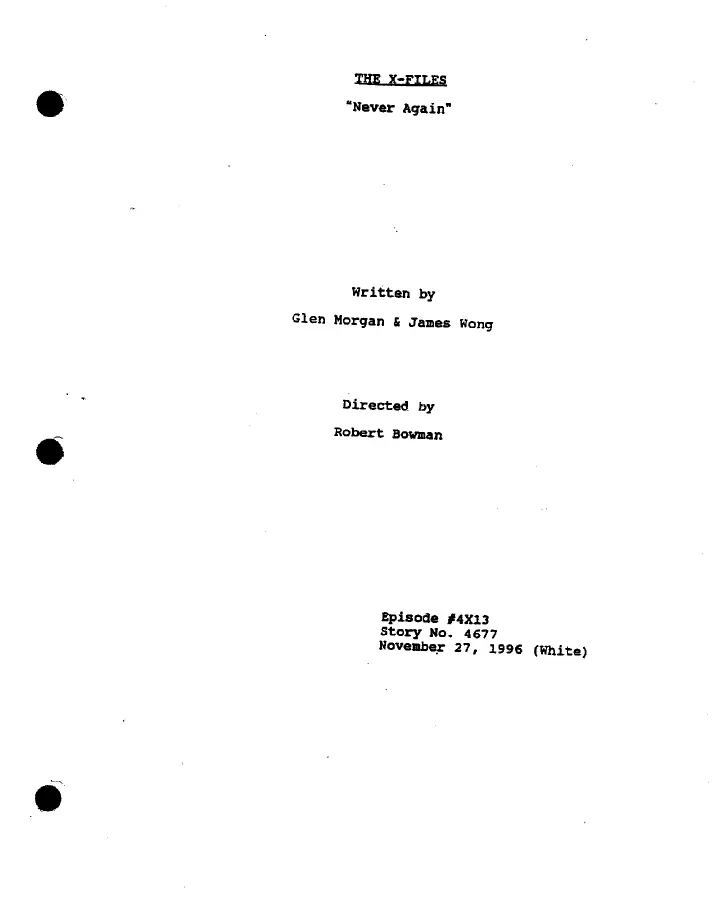 THE X-FILES
"Never Again"
Written by
Glen Morgan & James Wong
Directed by
Robert Bowman
Episode #4X13
Story No. 4677
November 27, 1996 (White)